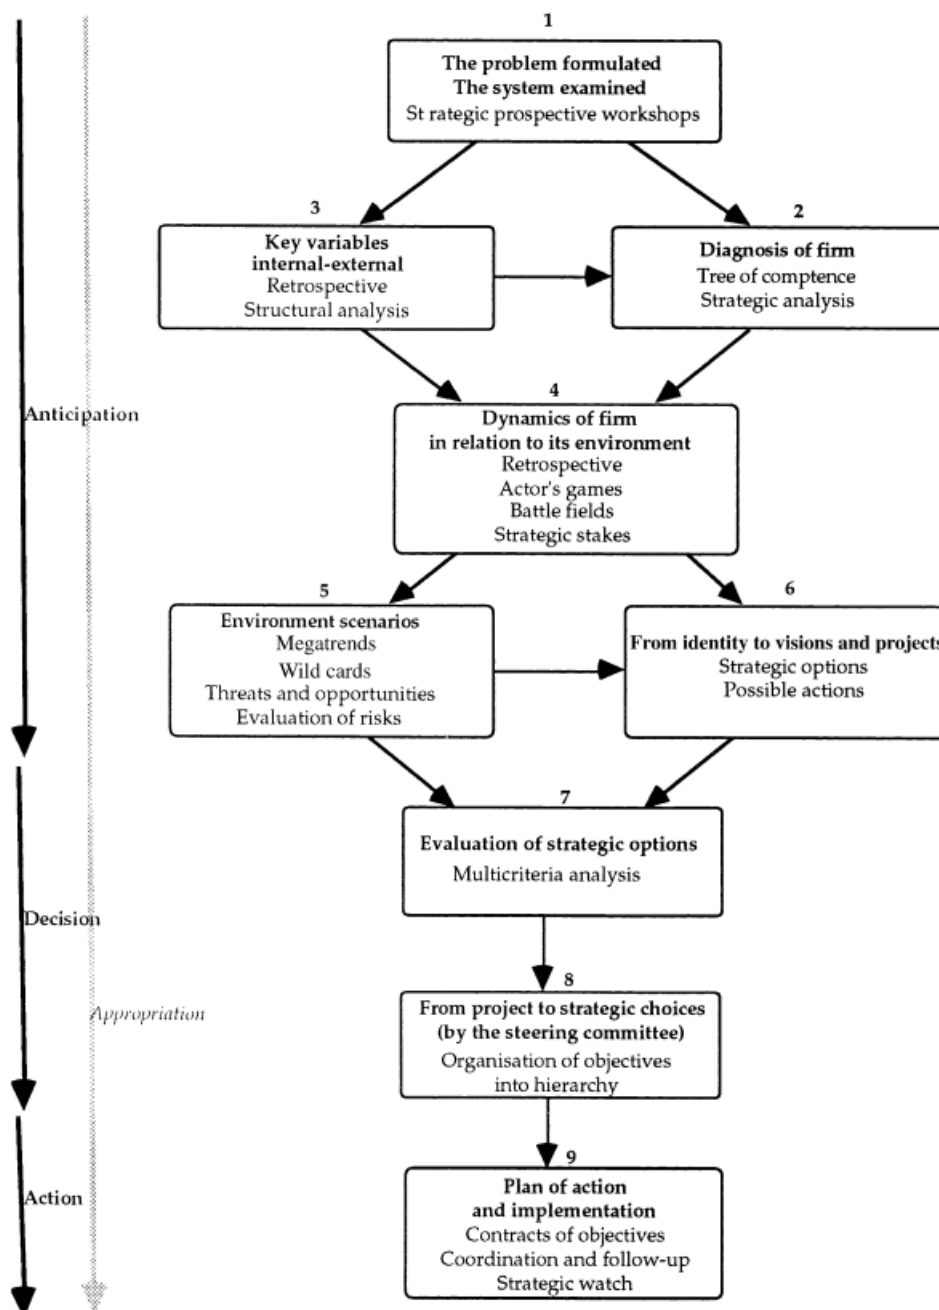 1
The problem formulated
The system examined
St rategic prospective workshops
3
Key variables
internal-external
Retrospective
Structural analysis
2
Diagnosis of firm
Tree of comptence
Strategic analysis
Anticipation
4
Dynamics of firm
in relation to its environment
Retrospective
Actor's games
Battle fields
Strategic stakes
5
Environment scenarios
Megatrends
Wild cards
Threats and opportunities
Evaluation of risks
6
From identity to visions and projects
Strategic options
Possible actions
7
Evaluation of strategic options
Multicriteria analysis
Decision
8
From project to strategic choices
(by the steering committee)
Organisation of objectives
into hierarchy
Appropriation
9
Plan of action
and implementation
Contracts of objectives
Coordination and follow-up
Strategic watch
Action